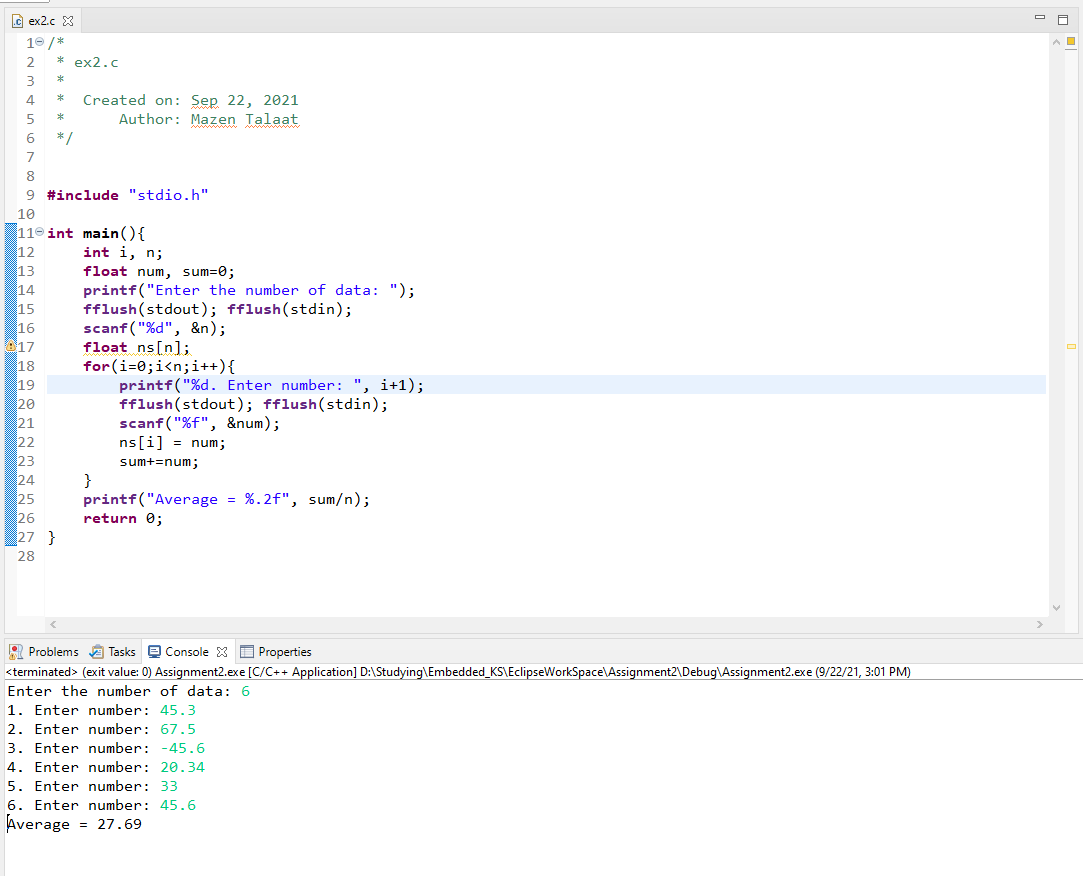 ex2.c
1 /*
2  * ex2.c
3  *
4  *  Created on: Sep 22, 2021
5  *      Author: Mazen Talaat
6  */
7
8
9 #include "stdio.h"
10
11 int main(){
12     int i, n;
13     float num, sum=0;
14     printf("Enter the number of data: ");
15     fflush(stdout); fflush(stdin);
16     scanf("%d", &n);
17     float ns[n];
18     for(i=0;i<n;i++){
19         printf("%d. Enter number: ", i+1);
20         fflush(stdout); fflush(stdin);
21         scanf("%f", &num);
22         ns[i] = num;
23         sum+=num;
24     }
25     printf("Average = %.2f", sum/n);
26     return 0;
27 }
28
Problems Tasks Console Properties
<terminated> (exit value: 0) Assignment2.exe [C/C++ Application] D:\Studying\Embedded_KS\EclipseWorkSpace\Assignment2\Debug\Assignment2.exe (9/22/21, 3:01 PM)
Enter the number of data: 6
1. Enter number: 45.3
2. Enter number: 67.5
3. Enter number: -45.6
4. Enter number: 20.34
5. Enter number: 33
6. Enter number: 45.6
Average = 27.69